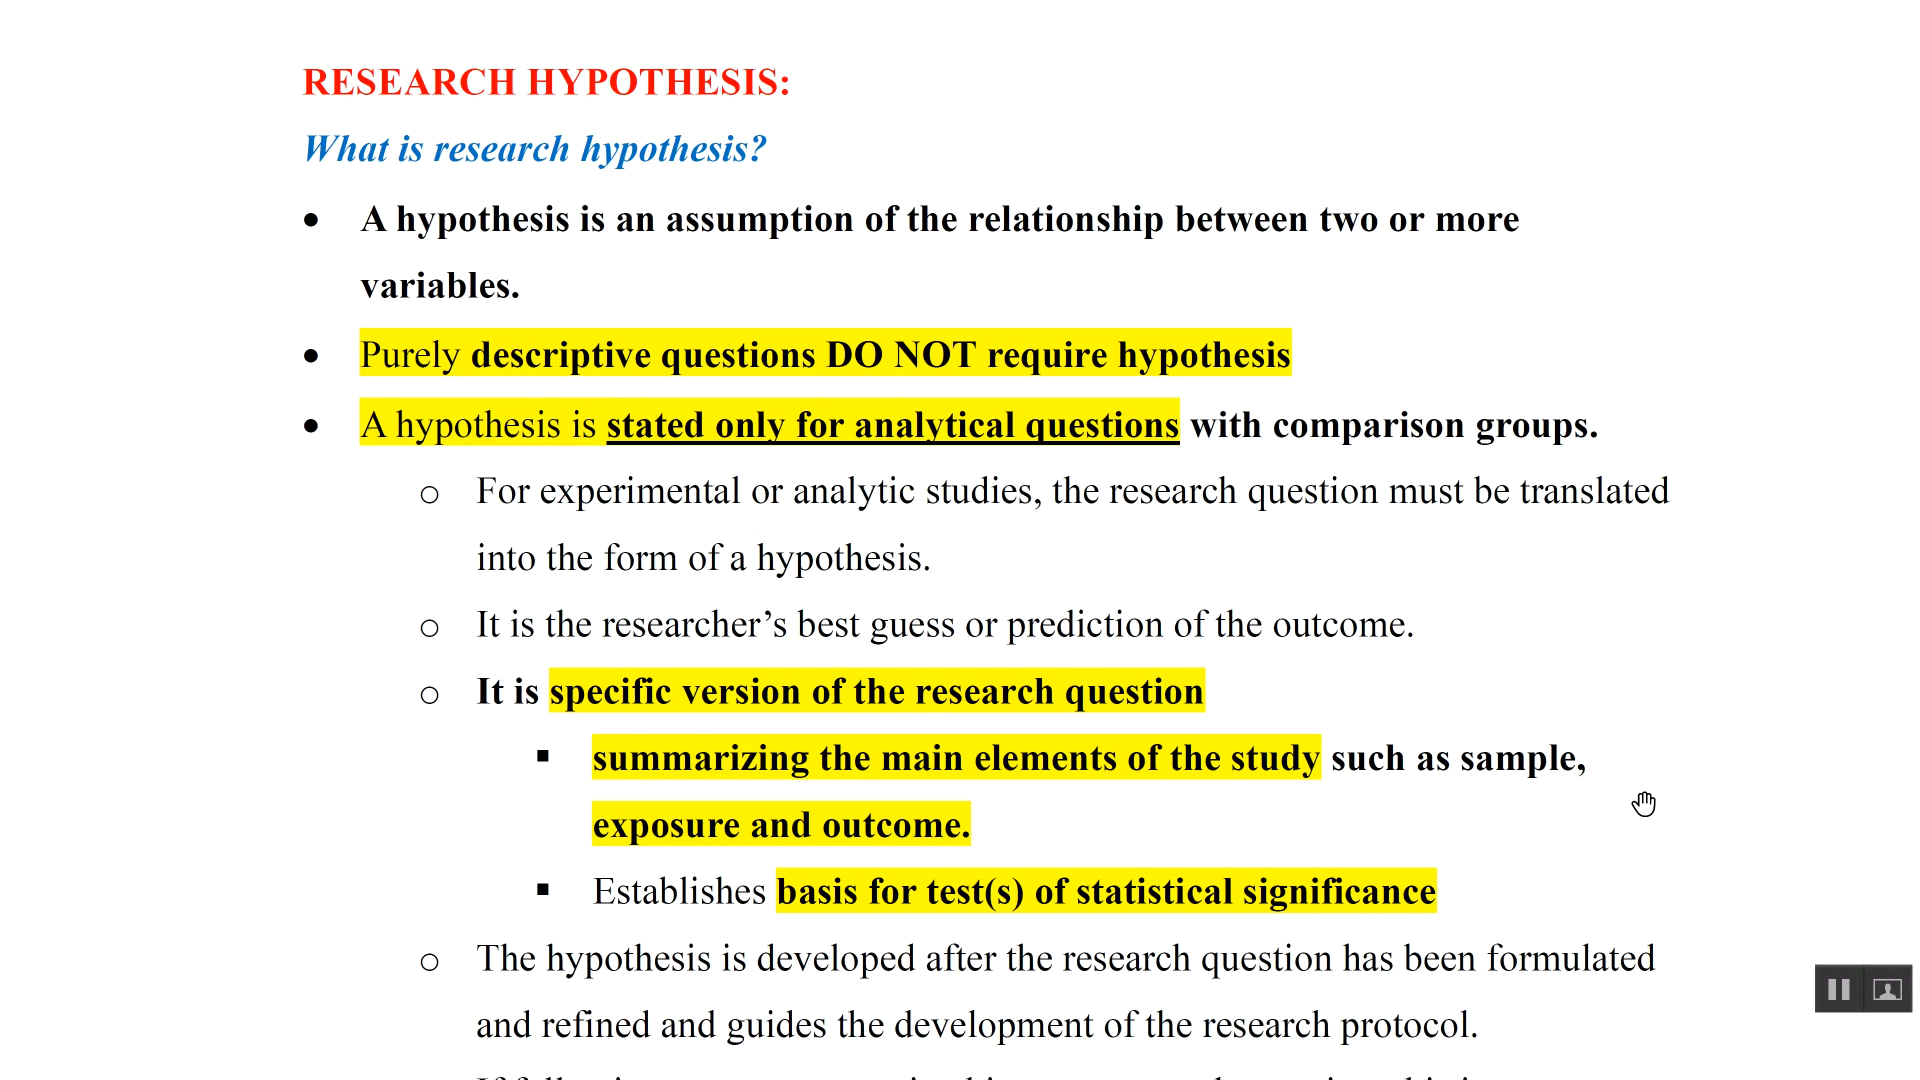 RESEARCH HYPOTHESIS:
What is research hypothesis?
• A hypothesis is an assumption of the relationship between two or more
variables.
• Purely descriptive questions DO NOT require hypothesis
• A hypothesis is stated only for analytical questions with comparison groups.
o For experimental or analytic studies, the research question must be translated
into the form of a hypothesis.
o It is the researcher’s best guess or prediction of the outcome.
o It is specific version of the research question
▪ summarizing the main elements of the study such as sample,
exposure and outcome.
▪ Establishes basis for test(s) of statistical significance
o The hypothesis is developed after the research question has been formulated
and refined and guides the development of the research protocol.